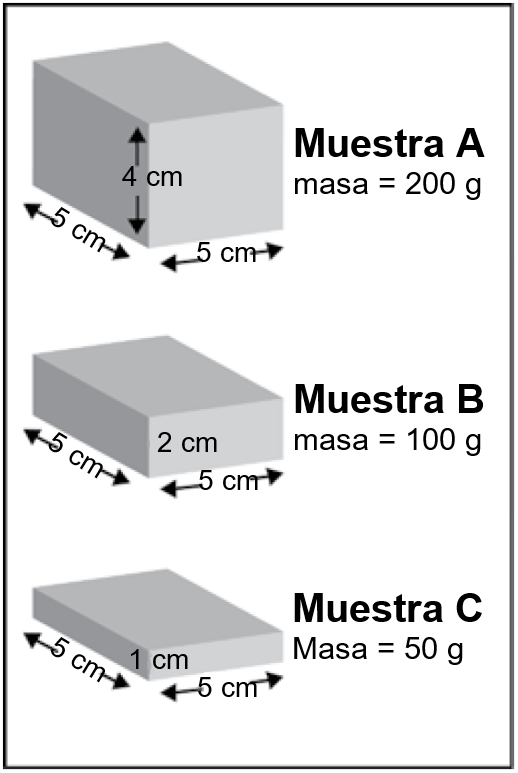 Muestra A
masa = 200 g
4 cm
5 cm
5 cm
Muestra B
masa = 100 g
2 cm
5 cm
5 cm
Muestra C
Masa = 50 g
1 cm
5 cm
5 cm